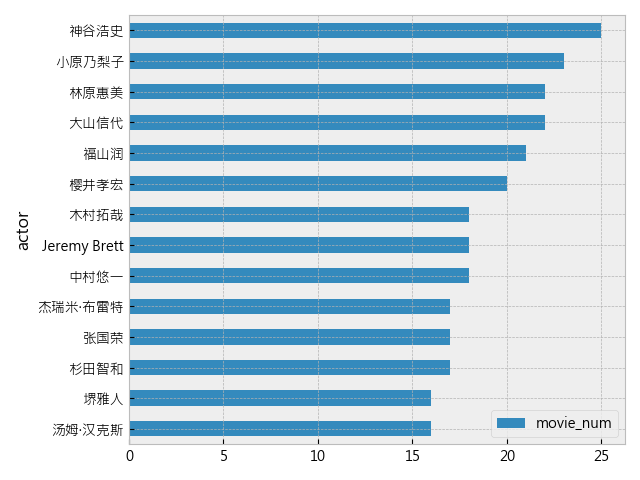 神谷浩史
小原乃梨子
林原惠美
大山信代
福山润
樱井孝宏
木村拓哉
Jeremy Brett
中村悠一
杰瑞米·布雷特
张国荣
杉田智和
堺雅人
汤姆·汉克斯
actor
movie_num
0 5 10 15 20 25